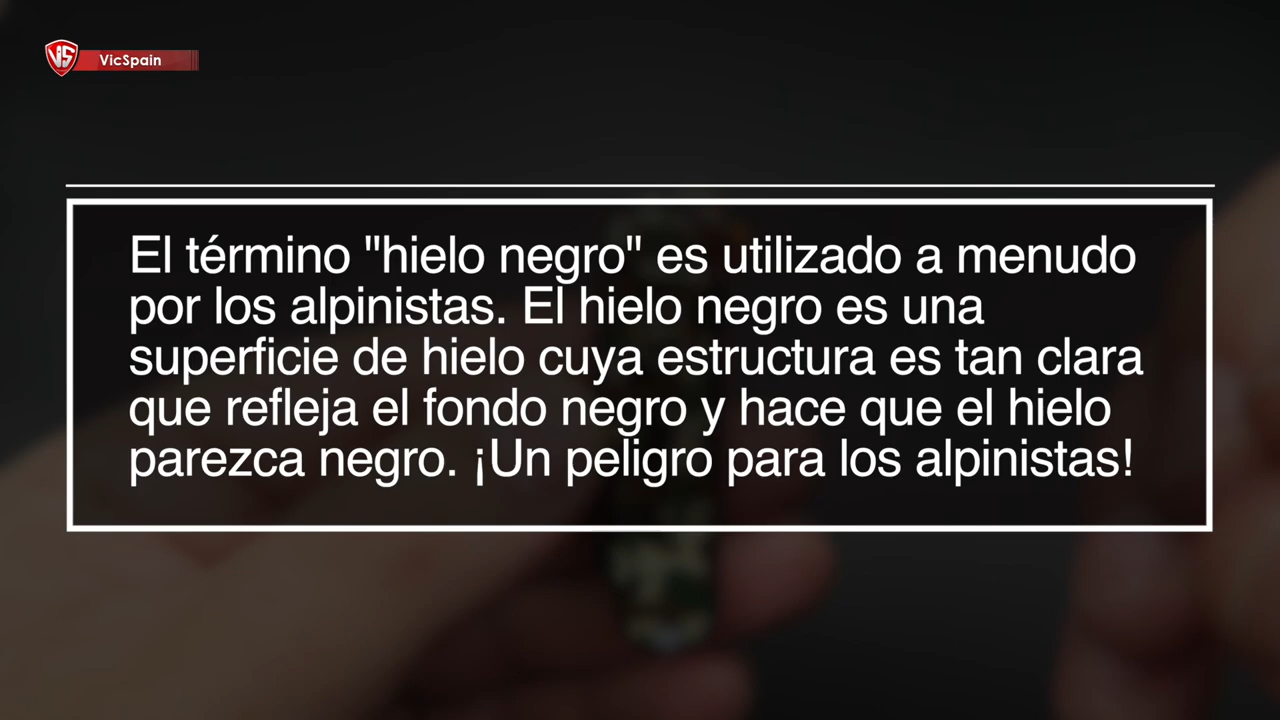 VS VicSpain
El término "hielo negro" es utilizado a menudo
por los alpinistas. El hielo negro es una
superficie de hielo cuya estructura es tan clara
que refleja el fondo negro y hace que el hielo
parezca negro. ¡Un peligro para los alpinistas!